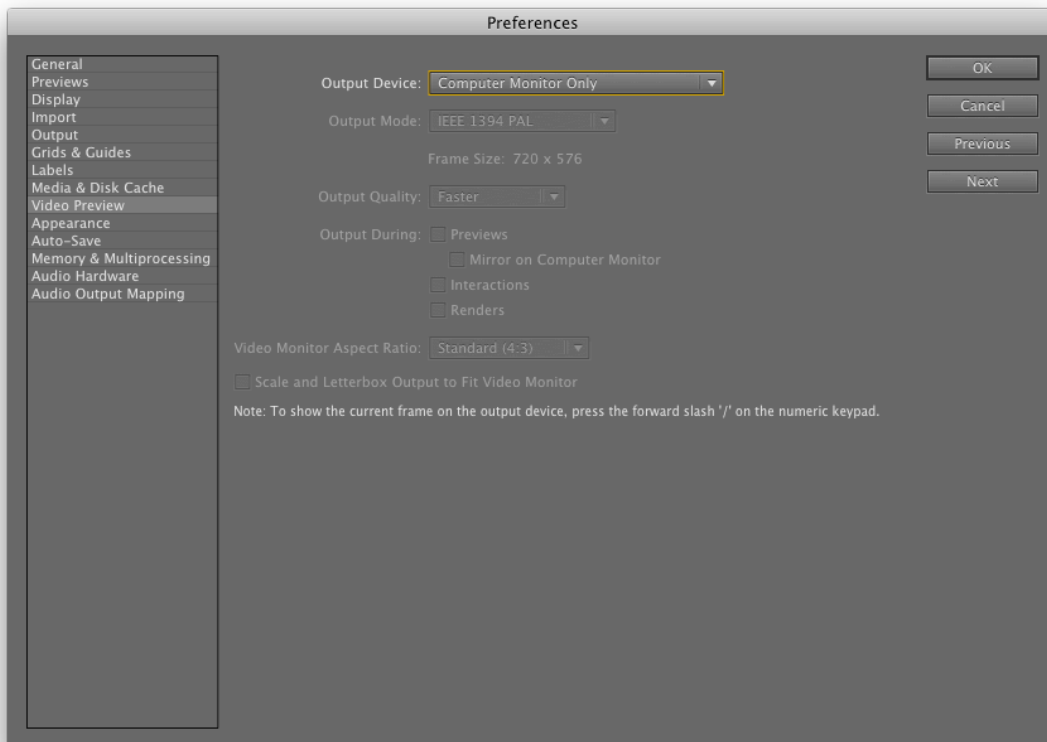 Preferences
General
Previews
Display
Import
Output
Grids & Guides
Labels
Media & Disk Cache
Video Preview
Appearance
Auto-Save
Memory & Multiprocessing
Audio Hardware
Audio Output Mapping
Output Device: Computer Monitor Only
Output Mode: IEEE 1394 PAL
Frame Size: 720 x 576
Output Quality: Faster
Output During: Previews
Mirror on Computer Monitor
Interactions
Renders
Video Monitor Aspect Ratio: Standard (4:3)
Scale and Letterbox Output to Fit Video Monitor
Note: To show the current frame on the output device, press the forward slash '/' on the numeric keypad.
OK
Cancel
Previous
Next